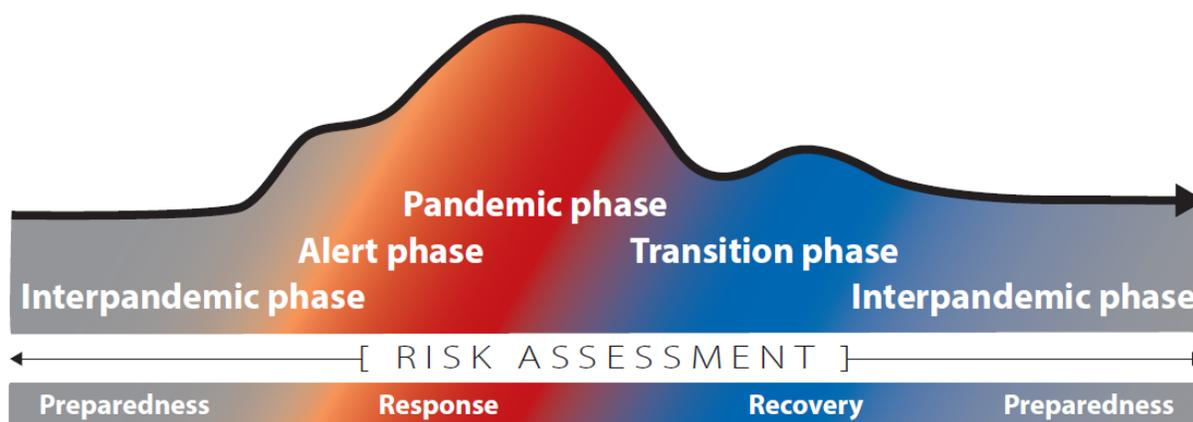 Pandemic phase
Alert phase
Transition phase
Interpandemic phase
Interpandemic phase
[ RISK ASSESSMENT ]
Preparedness
Response
Recovery
Preparedness